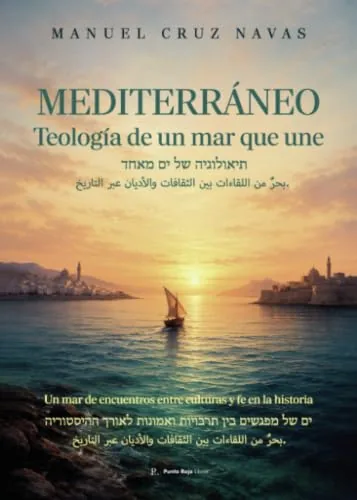 MANUEL CRUZ NAVAS
MEDITERRÁNEO
Teología de un mar que une
תיאולוגיה של ים מאחד
.بحرٌ من اللقاءات بين الثقافات والأديان عبر التاريخ
Un mar de encuentros entre culturas y fe en la historia
ים של מפגשים בין תרבויות ואמונות לאורך ההיסטוריה
.بحرٌ من اللقاءات بين الثقافات والأديان عبر التاريخ
P. Punto Rojo Libros